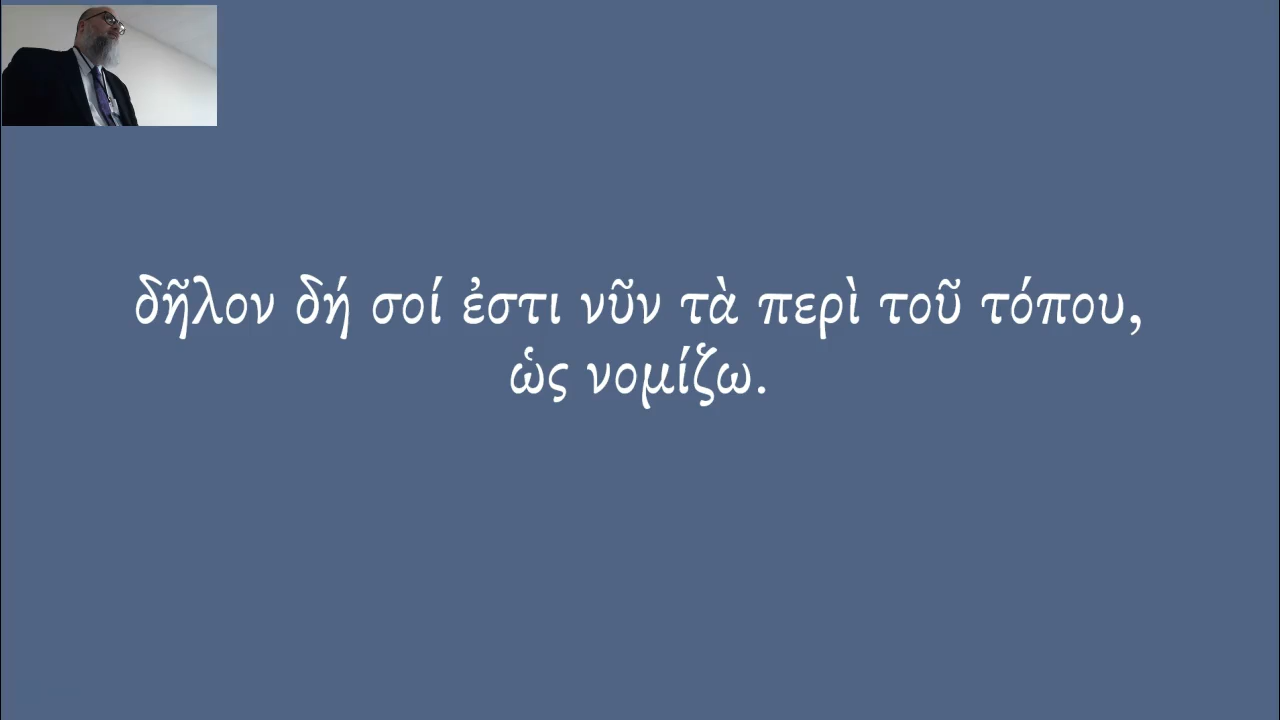 δῆλον δή σοί ἐστι νῦν τὰ περὶ τοῦ τόπου,
ὡς νομίζω.